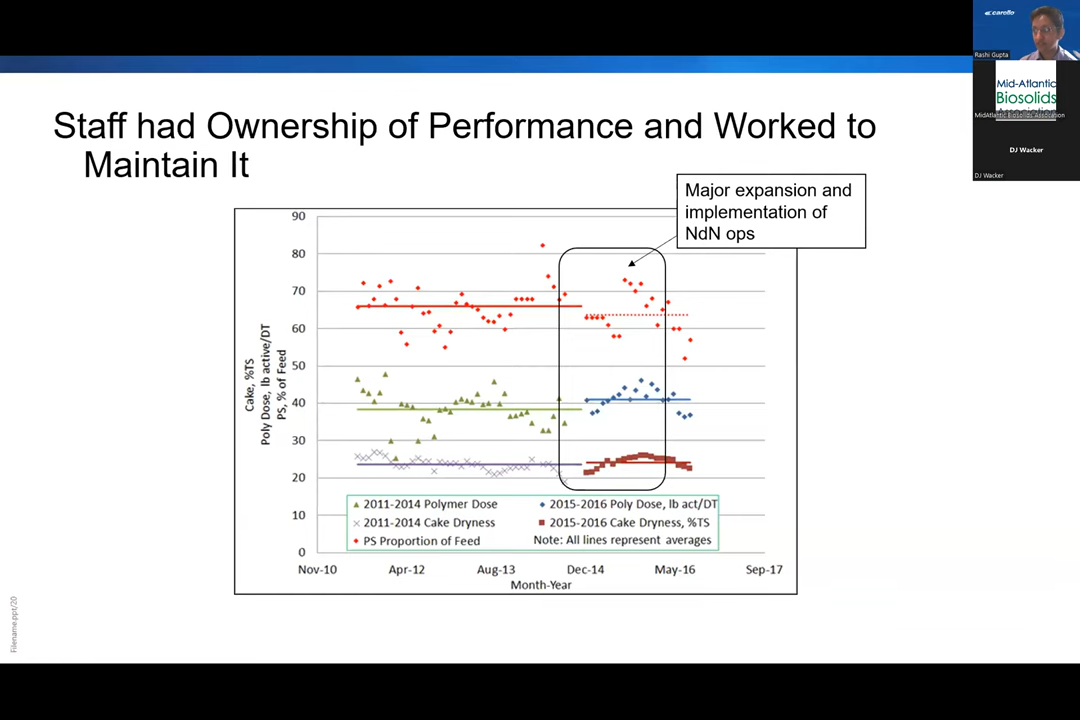 carollo
Rashi Gupta
Mid-Atlantic
Biosolids
Association
MidAtlantic Biosolids Association
DJ Wacker
DJ Wacker
Staff had Ownership of Performance and Worked to
Maintain It
Major expansion and
implementation of
NdN ops
Cake, %TS
Poly Dose, lb active/DT
PS, % of Feed
90
80
70
60
50
40
30
20
10
0
2011-2014 Polymer Dose
2015-2016 Poly Dose, lb act/DT
2011-2014 Cake Dryness
2015-2016 Cake Dryness, %TS
PS Proportion of Feed
Note: All lines represent averages
Nov-10
Apr-12
Aug-13
Dec-14
May-16
Sep-17
Month-Year
Filename.ppt/20